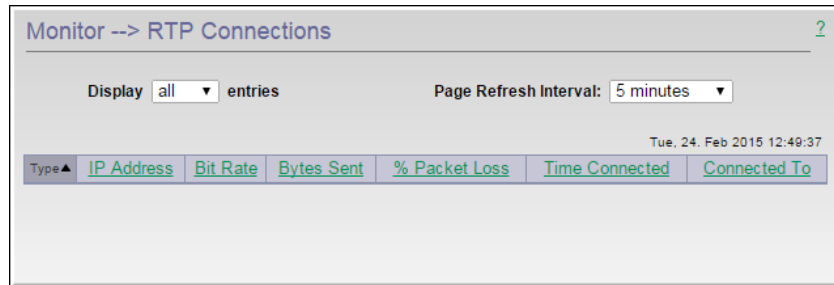 Monitor --> RTP Connections ?
Display all ▼ entries Page Refresh Interval: 5 minutes ▼
Tue, 24. Feb 2015 12:49:37
Type▲ IP Address Bit Rate Bytes Sent % Packet Loss Time Connected Connected To